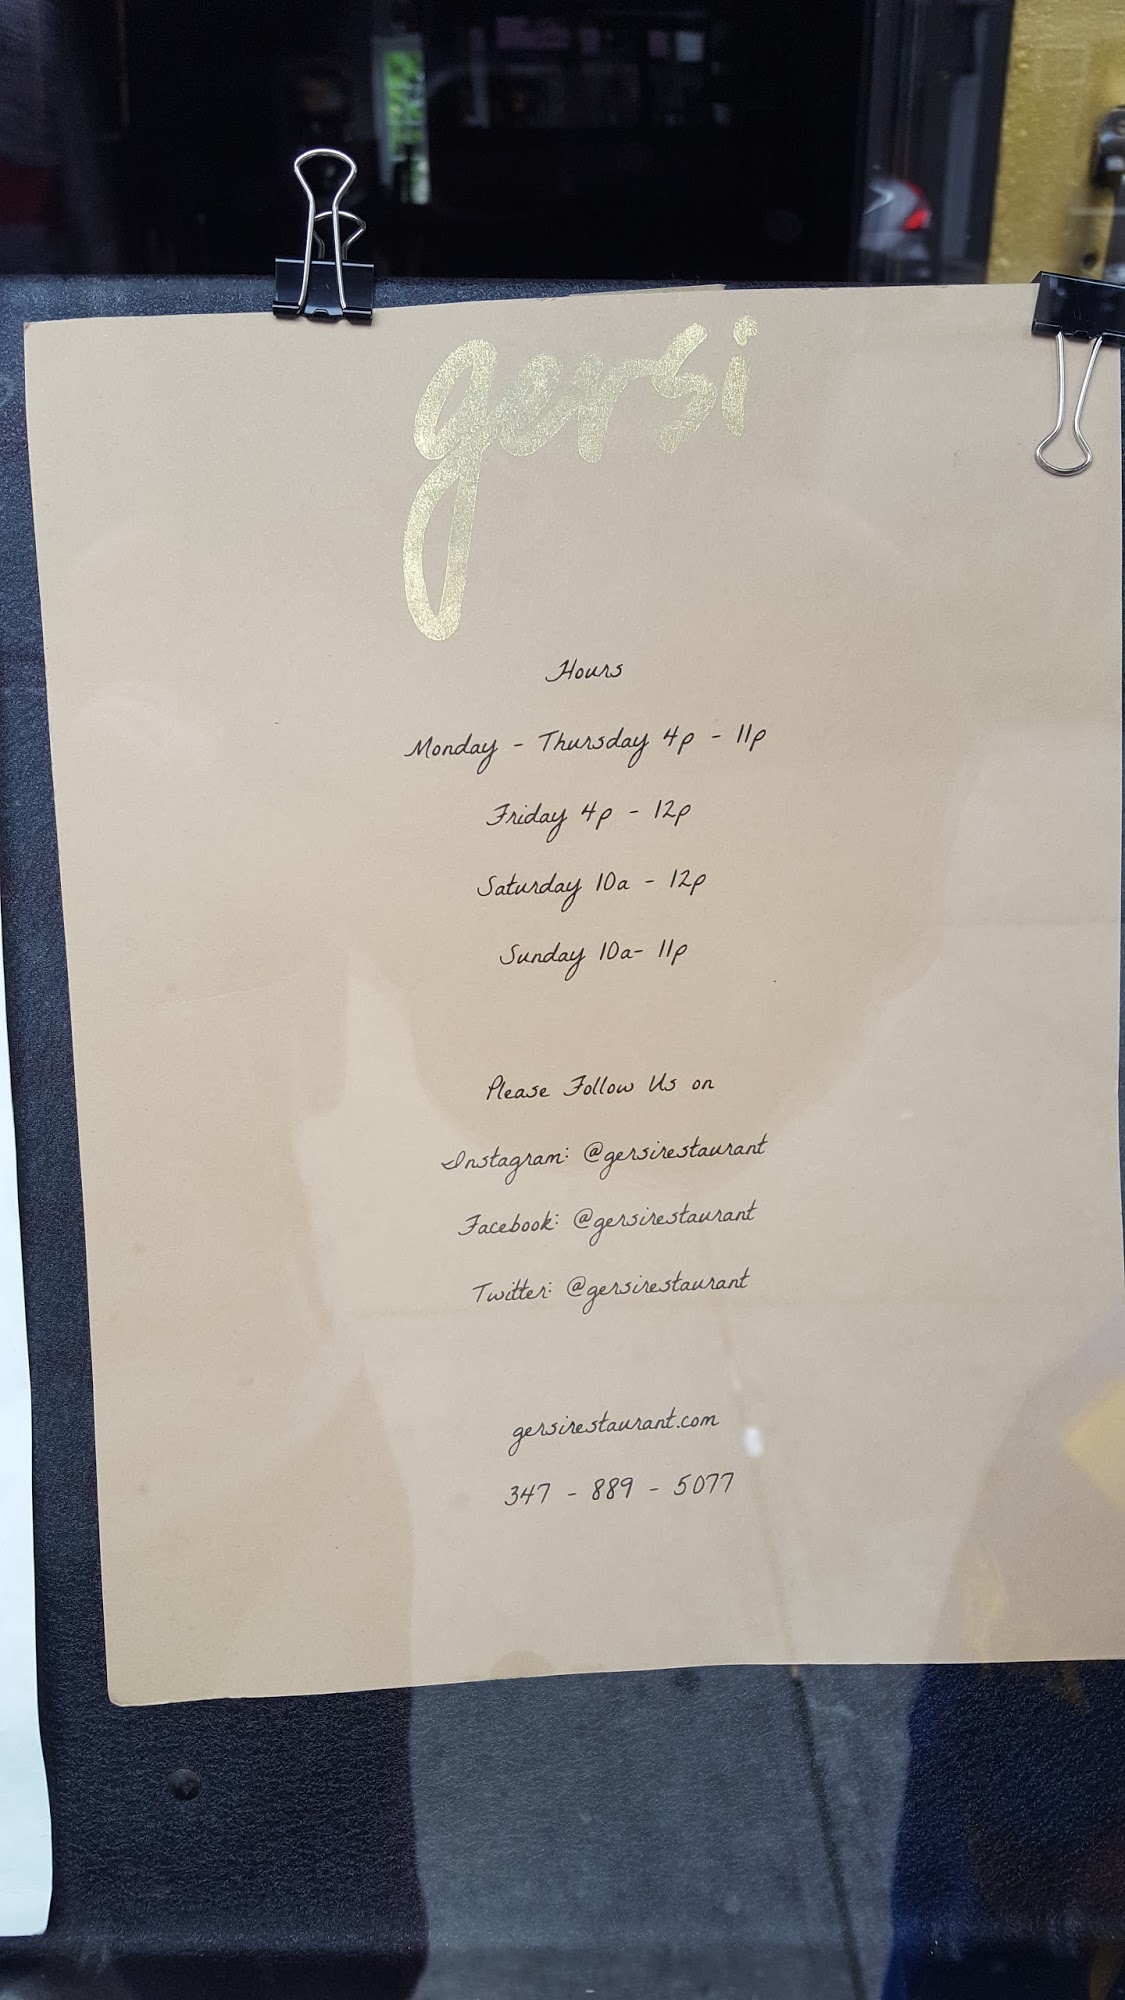 gersi
Hours
Monday - Thursday 4p - 11p
Friday 4p - 12p
Saturday 10a - 12p
Sunday 10a- 11p
Please Follow Us on
Instagram: @gersirestaurant
Facebook: @gersirestaurant
Twitter: @gersirestaurant
gersirestaurant.com
347 - 889 - 5077